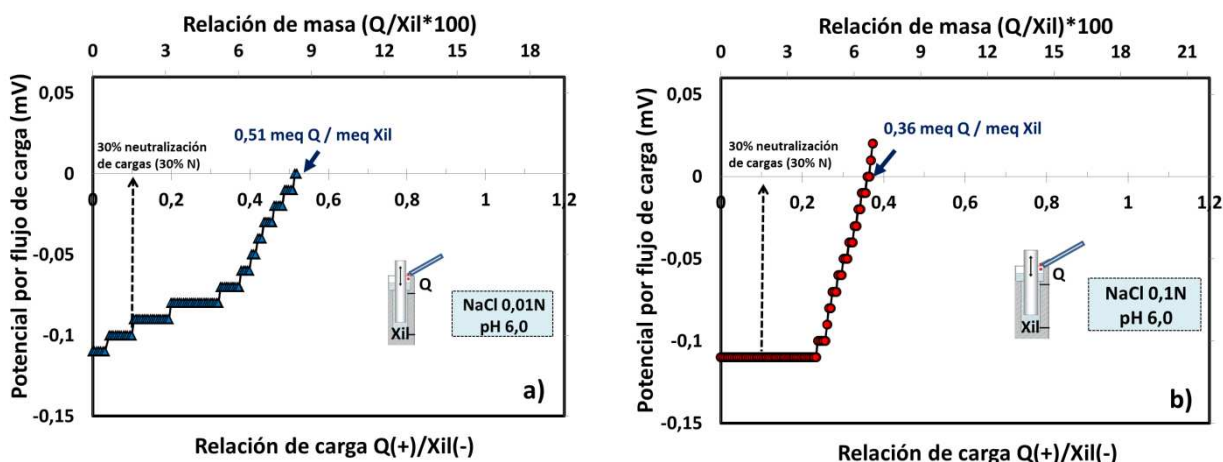 Relación de masa (Q/Xil*100)
0 3 6 9 12 15 18
Potencial por flujo de carga (mV)
0,05
0
-0,05
-0,1
-0,15
0 0,2 0,4 0,6 0,8 1 1,2
30% neutralización
de cargas (30% N)
0,51 meq Q / meq Xil
Q
Xil
NaCl 0,01N
pH 6,0
a)
Relación de carga Q(+)/Xil(-)
Relación de masa (Q/Xil)*100
0 3 6 9 12 15 18 21
Potencial por flujo de carga (mV)
0,05
0
-0,05
-0,1
-0,15
0 0,2 0,4 0,6 0,8 1 1,2
30% neutralización
de cargas (30% N)
0,36 meq Q / meq Xil
Q
Xil
NaCl 0,1N
pH 6,0
b)
Relación de carga Q(+)/Xil(-)